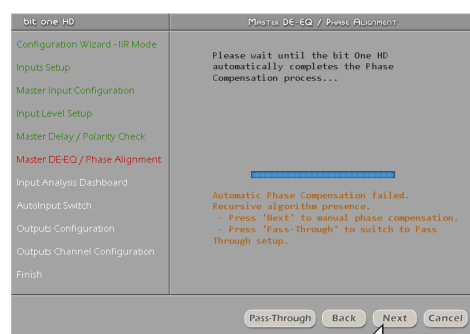 bit one HD
Master DE-EQ / Phase Alignment
Configuration Wizard - IIR Mode
Inputs Setup
Master Input Configuration
Input Level Setup
Master Delay / Polarity Check
Master DE-EQ / Phase Alignment
Input Analysis Dashboard
AutoInput Switch
Outputs Configuration
Outputs Channel Configuration
Finish
Please wait until the bit One HD
automatically completes the Phase
Compensation process...
Automatic Phase Compensation failed.
Recursive algorithm presence.
- Press 'Next' to manual phase compensation.
- Press 'Pass-Through' to switch to Pass
Through setup.
Pass-Through Back Next Cancel